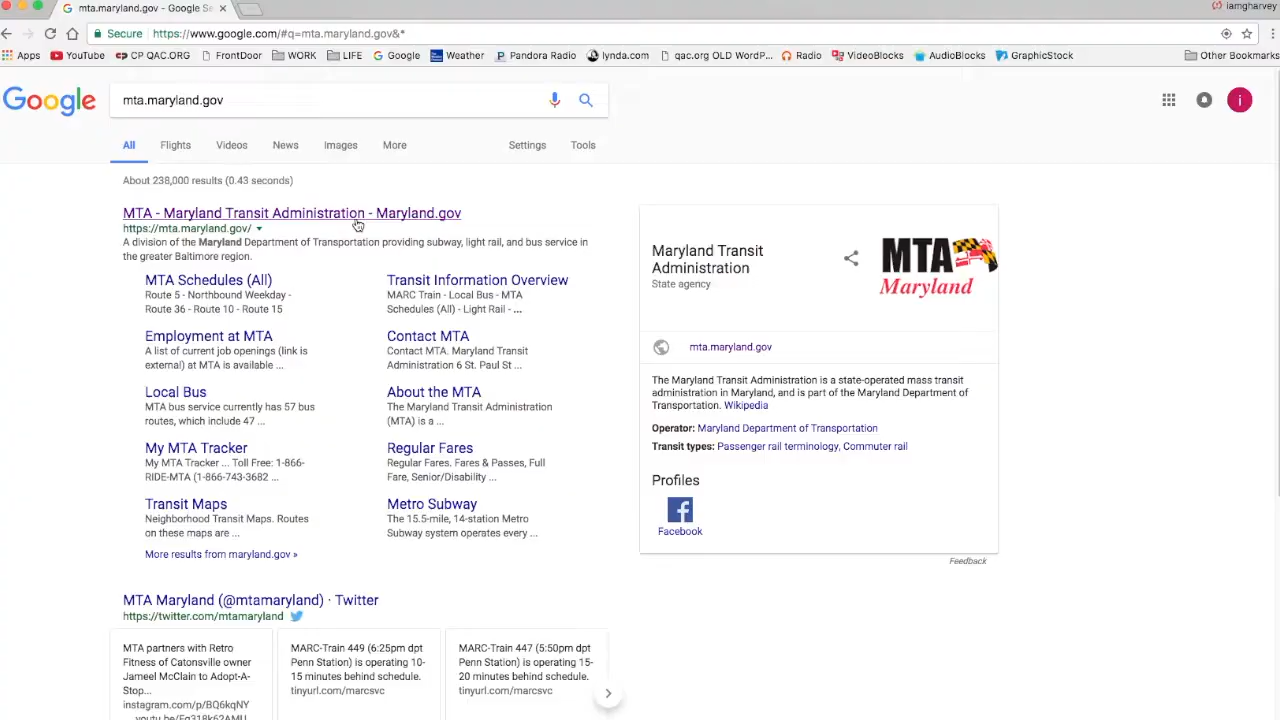 mta.maryland.gov - Google Se
iamgharvey
Secure https://www.google.com/#q=mta.maryland.gov&*
Apps YouTube CP QAC.ORG FrontDoor WORK LIFE Google Weather Pandora Radio lynda.com qac.org OLD WordP... Radio VideoBlocks AudioBlocks GraphicStock Other Bookmarks
Google mta.maryland.gov i
All Flights Videos News Images More Settings Tools
About 238,000 results (0.43 seconds)
MTA - Maryland Transit Administration - Maryland.gov
https://mta.maryland.gov/
A division of the Maryland Department of Transportation providing subway, light rail, and bus service in
the greater Baltimore region.
MTA Schedules (All)
Route 5 - Northbound Weekday -
Route 36 - Route 10 - Route 15
Transit Information Overview
MARC Train - Local Bus - MTA
Schedules (All) - Light Rail - ...
Employment at MTA
A list of current job openings (link is
external) at MTA is available ...
Contact MTA
Contact MTA. Maryland Transit
Administration 6 St. Paul St ...
Local Bus
MTA bus service currently has 57 bus
routes, which include 47 ...
About the MTA
The Maryland Transit Administration
(MTA) is a ...
My MTA Tracker
My MTA Tracker ... Toll Free: 1-866-
RIDE-MTA (1-866-743-3682 ...
Regular Fares
Regular Fares. Fares & Passes, Full
Fare, Senior/Disability ...
Transit Maps
Neighborhood Transit Maps. Routes
on these maps are ...
Metro Subway
The 15.5-mile, 14-station Metro
Subway system operates every ...
More results from maryland.gov »
MTA Maryland (@mtamaryland) · Twitter
https://twitter.com/mtamaryland
MTA partners with Retro
Fitness of Catonsville owner
Jameel McClain to Adopt-A-
Stop...
instagram.com/p/BQ6kqNY
MARC-Train 449 (6:25pm dpt
Penn Station) is operating 10-
15 minutes behind schedule.
tinyurl.com/marcsvc
MARC-Train 447 (5:50pm dpt
Penn Station) is operating 15-
20 minutes behind schedule.
tinyurl.com/marcsvc
Maryland Transit
Administration
State agency
MTA
Maryland
mta.maryland.gov
The Maryland Transit Administration is a state-operated mass transit
administration in Maryland, and is part of the Maryland Department of
Transportation. Wikipedia
Operator: Maryland Department of Transportation
Transit types: Passenger rail terminology, Commuter rail
Profiles
Facebook
Feedback